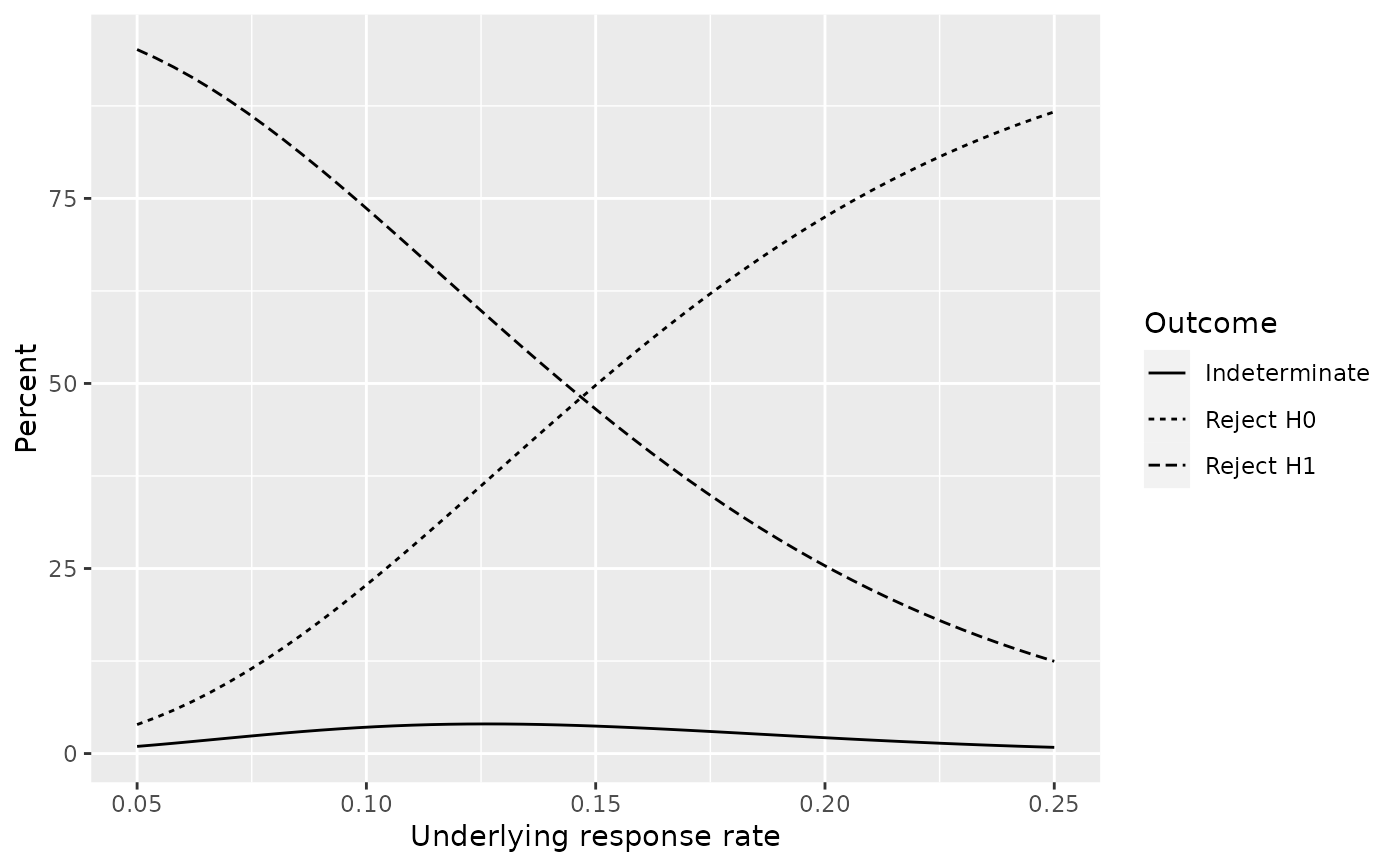 Percent
75
50
25
0
0.05 0.10 0.15 0.20 0.25
Underlying response rate
Outcome
Indeterminate
Reject H0
Reject H1